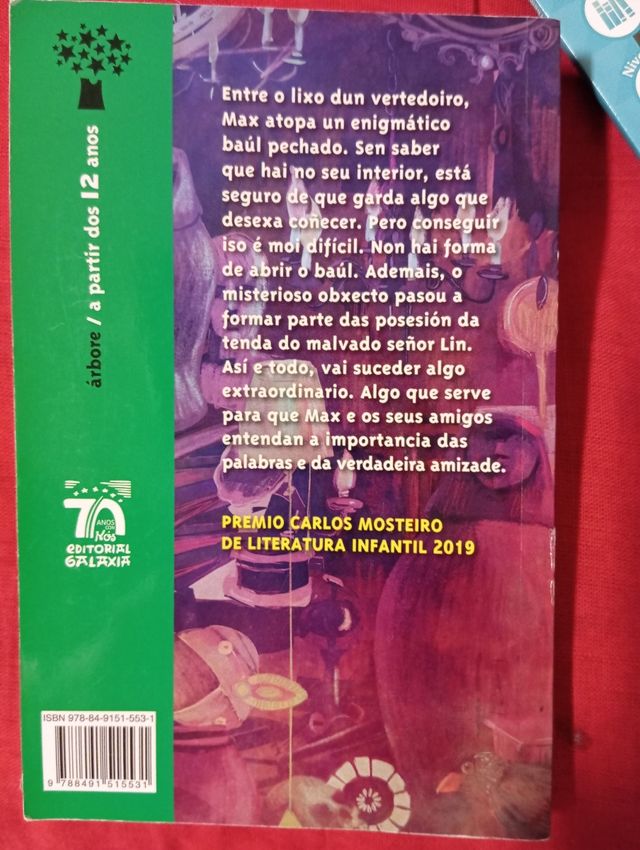 Entre o lixo dun vertedoiro,
Max atopa un enigmático
baúl pechado. Sen saber
que hai no seu interior, está
seguro de que garda algo que
desexa coñecer. Pero conseguir
iso é moi difícil. Non hai forma
de abrir o baúl. Ademais, o
misterioso obxecto pasou a
formar parte das posesión da
tenda do malvado señor Lin.
Así e todo, vai suceder algo
extraordinario. Algo que serve
para que Max e os seus amigos
entendan a importancia das
palabras e da verdadeira amizade.
PREMIO CARLOS MOSTEIRO
DE LITERATURA INFANTIL 2019
árbore / a partir dos 12 anos
70
ANOS CON
NÓS
EDITORIAL
GALAXIA
ISBN 978-84-9151-553-1
9 788491 515531